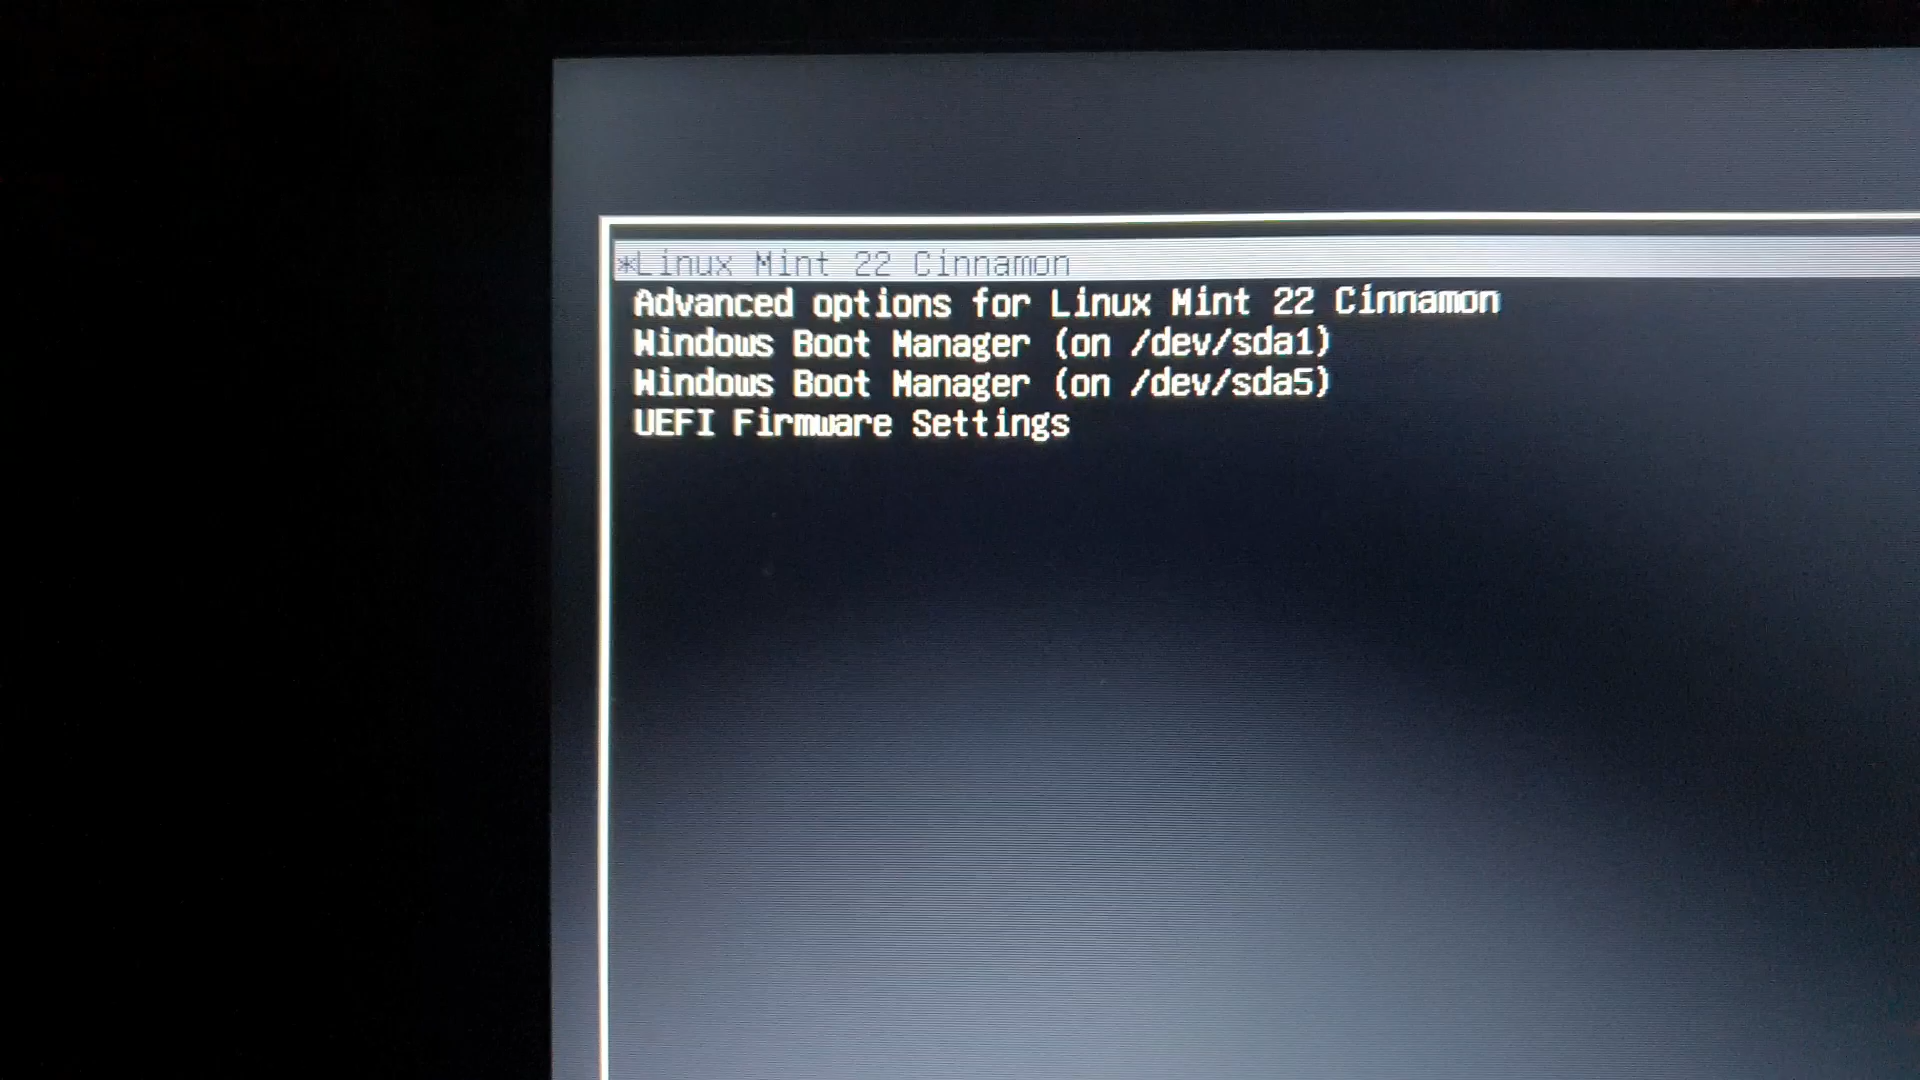 *Linux Mint 22 Cinnamon
Advanced options for Linux Mint 22 Cinnamon
Windows Boot Manager (on /dev/sda1)
Windows Boot Manager (on /dev/sda5)
UEFI Firmware Settings